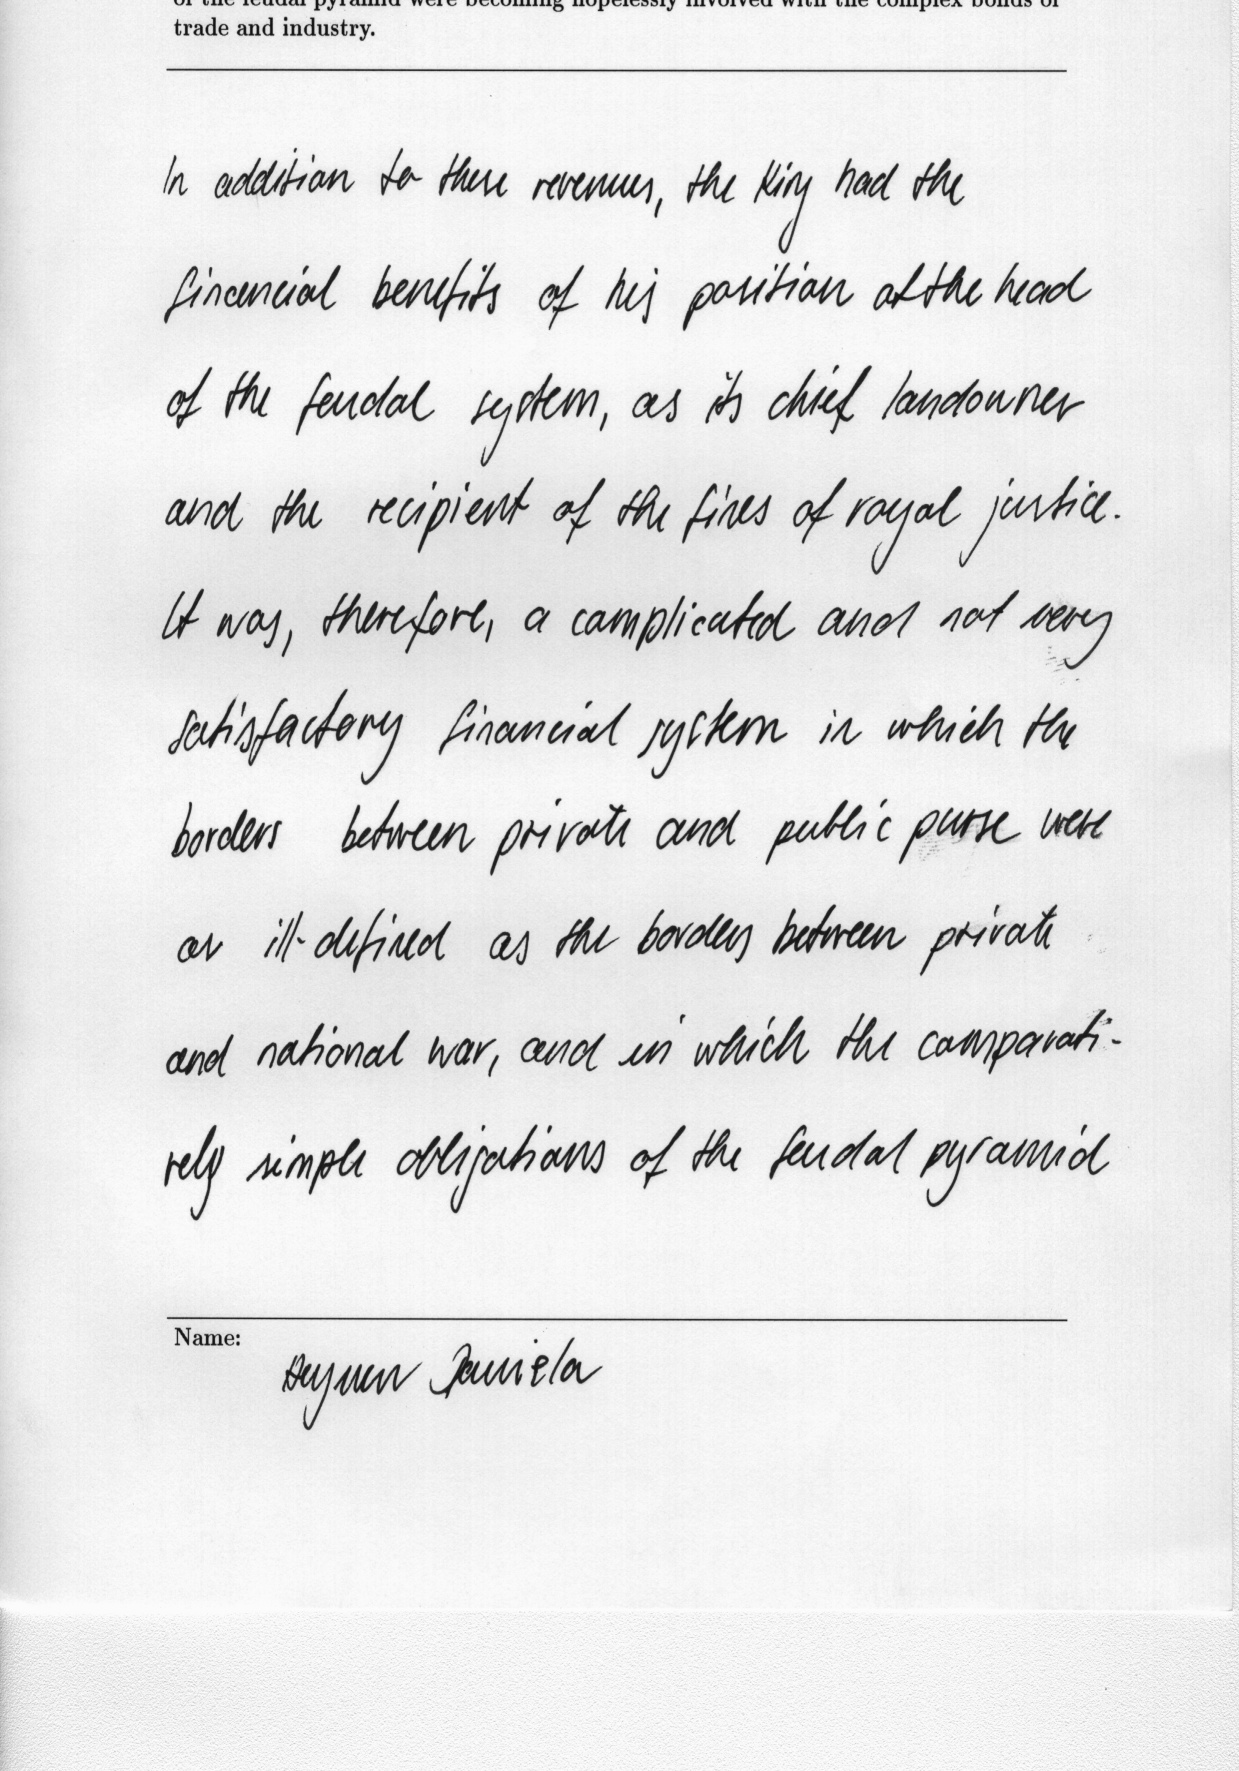 of the feudal pyramid were becoming hopelessly involved with the complex bonds of
trade and industry.
In addition to these revenues, the King had the
financial benefits of his position at the head
of the feudal system, as its chief landowner
and the recipient of the fines of royal justice.
It was, therefore, a complicated and not very
satisfactory financial system in which the
borders between private and public purse were
as ill-defined as the borders between private
and national war, and in which the comparati-
vely simple obligations of the feudal pyramid
Name:
Daniela